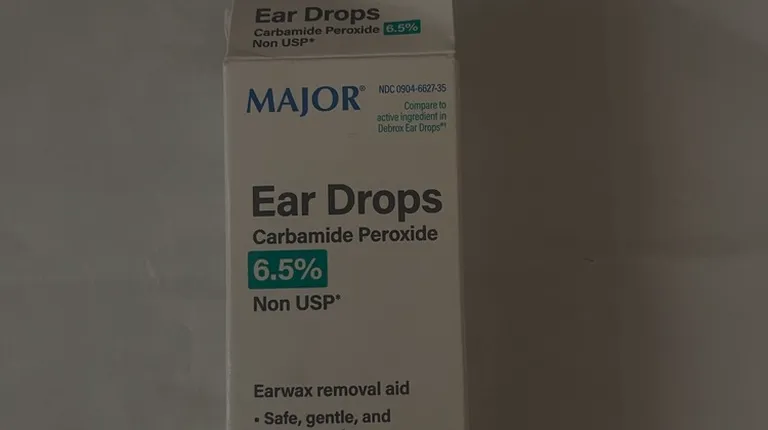 Ear Drops
Carbamide Peroxide 6.5%
Non USP*
MAJOR®
NDC 0904-6627-35
Compare to
active ingredient in
Debrox Ear Drops*†
Ear Drops
Carbamide Peroxide
6.5%
Non USP*
Earwax removal aid
• Safe, gentle, and